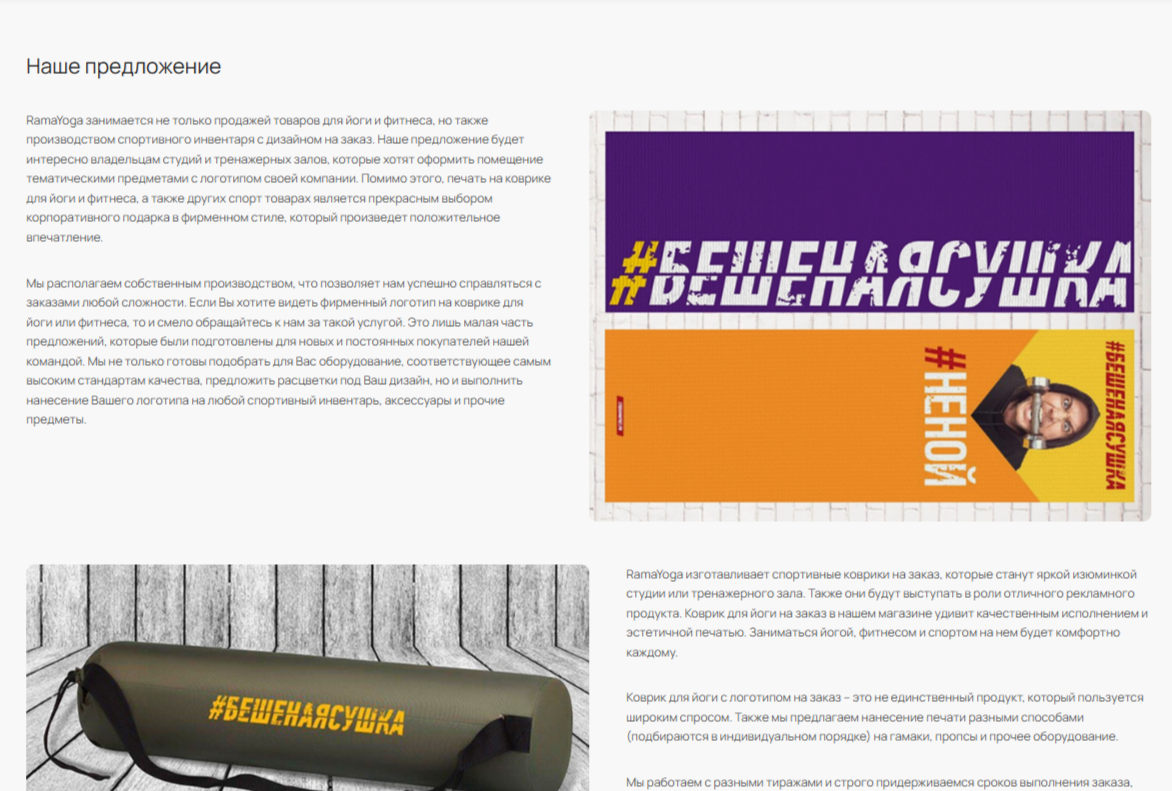 Наше предложение
RamaYoga занимается не только продажей товаров для йоги и фитнеса, но также
производством спортивного инвентаря с дизайном на заказ. Наше предложение будет
интересно владельцам студий и тренажерных залов, которые хотят оформить помещение
тематическими предметами с логотипом своей компании. Помимо этого, печать на коврике
для йоги и фитнеса, а также других спорт товарах является прекрасным выбором
корпоративного подарка в фирменном стиле, который произведет положительное
впечатление.
Мы располагаем собственным производством, что позволяет нам успешно справляться с
заказами любой сложности. Если Вы хотите видеть фирменный логотип на коврике для
йоги или фитнеса, то и смело обращайтесь к нам за такой услугой. Это лишь малая часть
предложений, которые были подготовлены для новых и постоянных покупателей нашей
командой. Мы не только готовы подобрать для Вас оборудование, соответствующее самым
высоким стандартам качества, предложить расцветки под Ваш дизайн, но и выполнить
нанесение Вашего логотипа на любой спортивный инвентарь, аксессуары и прочие
предметы.
#БЕШЕНАЯСУШКА
#НЕНОЙ
#БЕШЕНАЯСУШКА
#БЕШЕНАЯСУШКА
RamaYoga изготавливает спортивные коврики на заказ, которые станут яркой изюминкой
студии или тренажерного зала. Также они будут выступать в роли отличного рекламного
продукта. Коврик для йоги на заказ в нашем магазине удивит качественным исполнением и
эстетичной печатью. Заниматься йогой, фитнесом и спортом на нем будет комфортно
каждому.
Коврик для йоги с логотипом на заказ – это не единственный продукт, который пользуется
широким спросом. Также мы предлагаем нанесение печати разными способами
(подбираются в индивидуальном порядке) на гамаки, пропсы и прочее оборудование.
Мы работаем с разными тиражами и строго придерживаемся сроков выполнения заказа,